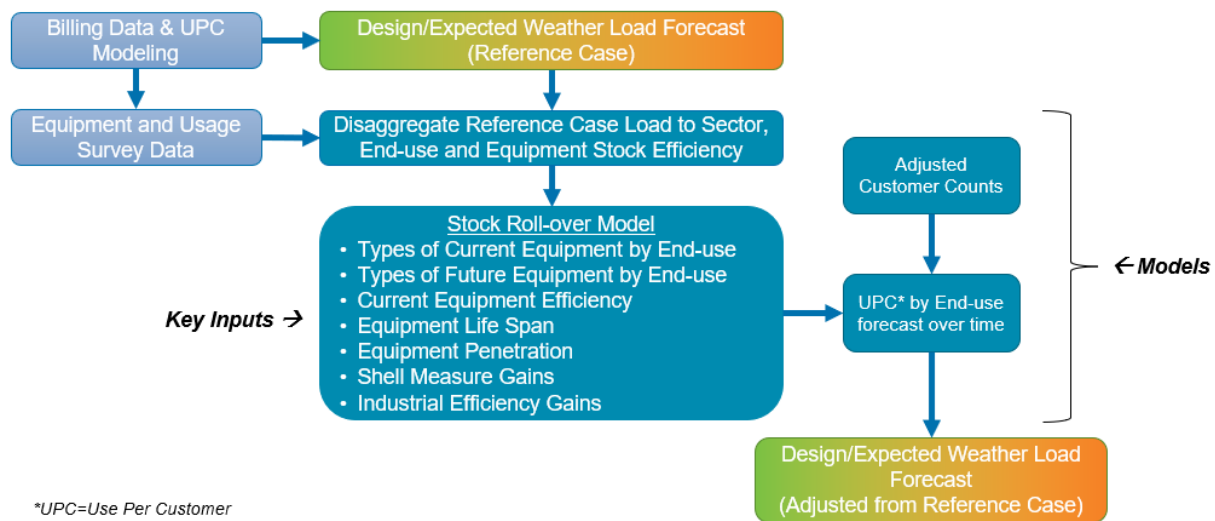 Billing Data & UPC
Modeling
Design/Expected Weather Load Forecast
(Reference Case)
Equipment and Usage
Survey Data
Disaggregate Reference Case Load to Sector,
End-use and Equipment Stock Efficiency
Adjusted
Customer Counts
Key Inputs →
Stock Roll-over Model
• Types of Current Equipment by End-use
• Types of Future Equipment by End-use
• Current Equipment Efficiency
• Equipment Life Span
• Equipment Penetration
• Shell Measure Gains
• Industrial Efficiency Gains
UPC* by End-use
forecast over time
← Models
Design/Expected Weather Load
Forecast
(Adjusted from Reference Case)
*UPC=Use Per Customer